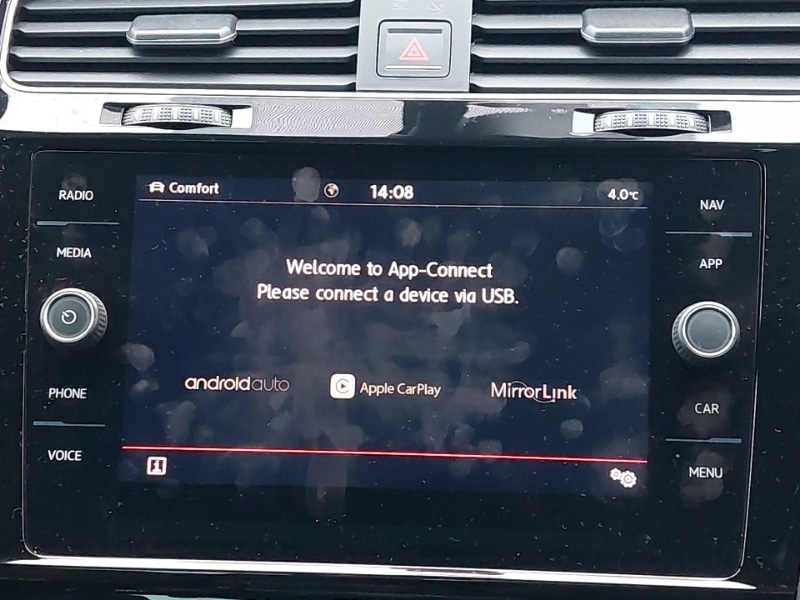 RADIO
MEDIA
PHONE
VOICE
Comfort
14:08
4.0°C
Welcome to App-Connect
Please connect a device via USB.
androidauto
Apple CarPlay
MirrorLink
NAV
APP
CAR
MENU